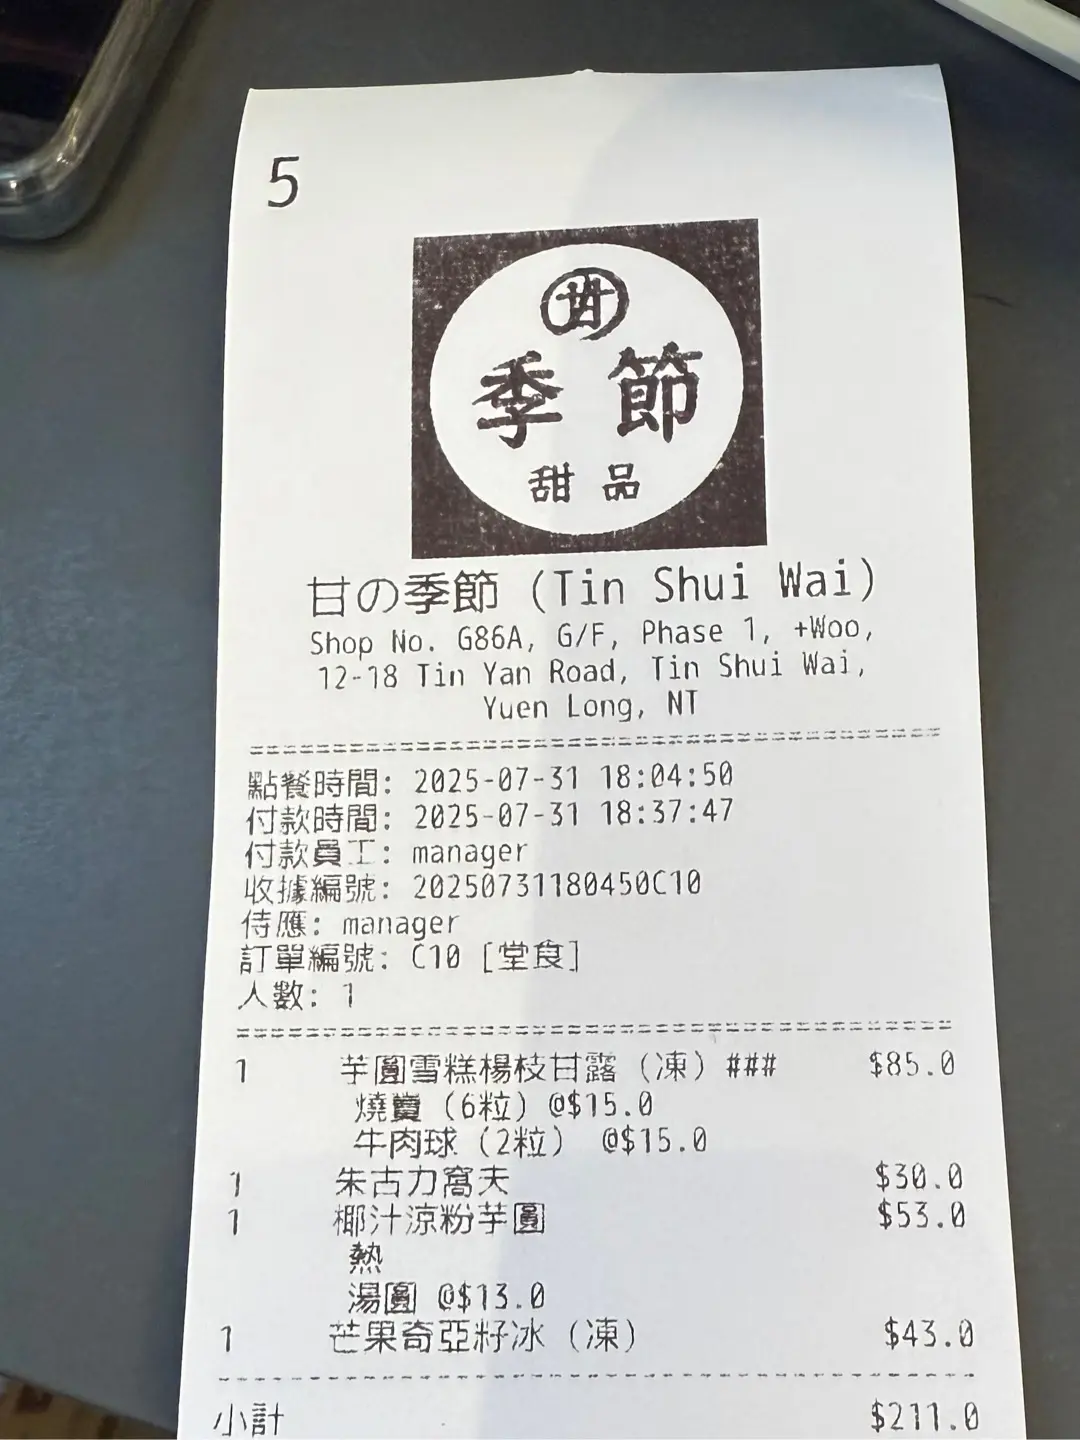 5
甘
季節
甜品
甘の季節 (Tin Shui Wai)
Shop No. G86A, G/F, Phase 1, +Woo,
12-18 Tin Yan Road, Tin Shui Wai,
Yuen Long, NT
點餐時間: 2025-07-31 18:04:50
付款時間: 2025-07-31 18:37:47
付款員工: manager
收據編號: 20250731180450C10
侍應: manager
訂單編號: C10 [堂食]
人數: 1
1 芋圓雪糕楊枝甘露 (凍) ### $85.0
燒賣 (6粒) @$15.0
牛肉球 (2粒) @$15.0
1 朱古力窩夫 $30.0
1 椰汁涼粉芋圓 $53.0
熱
湯圓 @$13.0
1 芒果奇亞籽冰 (凍) $43.0
小計 $211.0